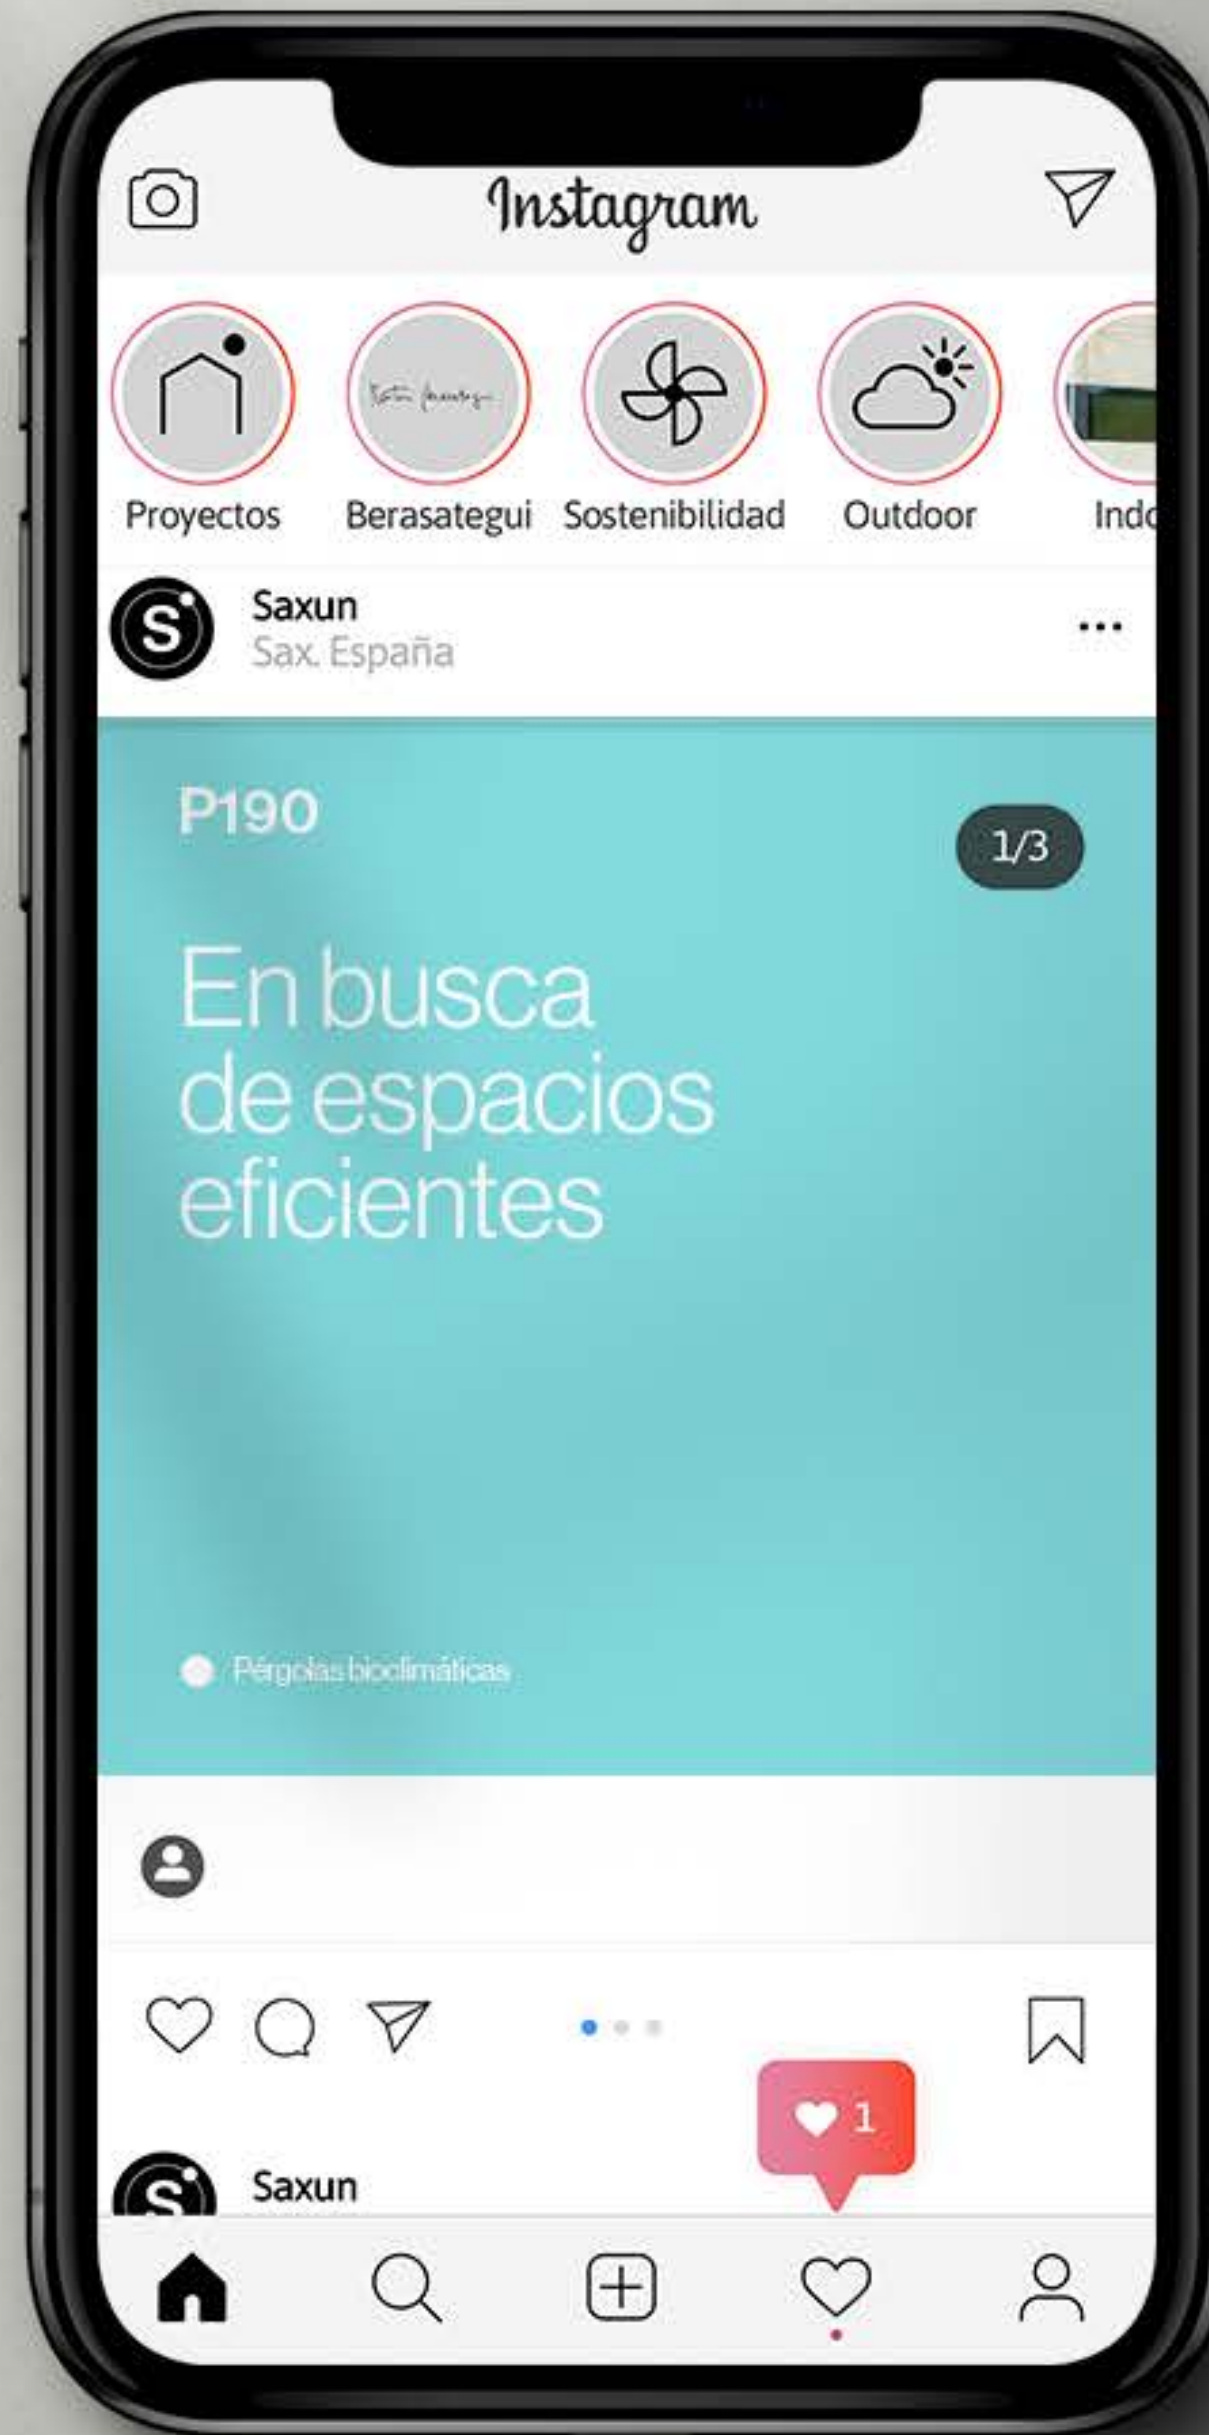 Instagram
Proyectos
Berasategui
Sostenibilidad
Outdoor
Indo
S
Saxun
Sax. España
P190
1/3
En busca
de espacios
eficientes
Pérgolas bioclimáticas
1
S
Saxun